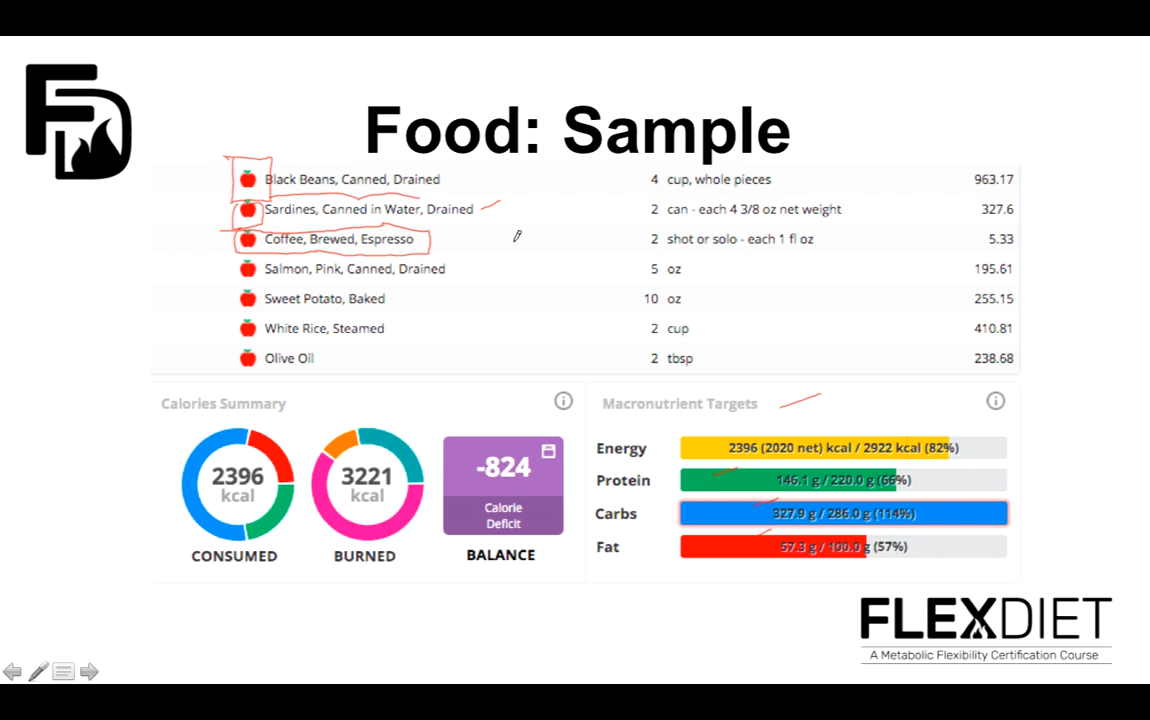 FD
Food: Sample
Black Beans, Canned, Drained 4 cup, whole pieces 963.17
Sardines, Canned in Water, Drained 2 can - each 4 3/8 oz net weight 327.6
Coffee, Brewed, Espresso 2 shot or solo - each 1 fl oz 5.33
Salmon, Pink, Canned, Drained 5 oz 195.61
Sweet Potato, Baked 10 oz 255.15
White Rice, Steamed 2 cup 410.81
Olive Oil 2 tbsp 238.68
Calories Summary
2396
kcal
CONSUMED
3221
kcal
BURNED
-824
Calorie
Deficit
BALANCE
Macronutrient Targets
Energy 2396 (2020 net) kcal / 2922 kcal (82%)
Protein 146.1 g / 220.0 g (66%)
Carbs 327.9 g / 286.0 g (114%)
Fat 57.3 g / 100.0 g (57%)
FLEXDIET
A Metabolic Flexibility Certification Course